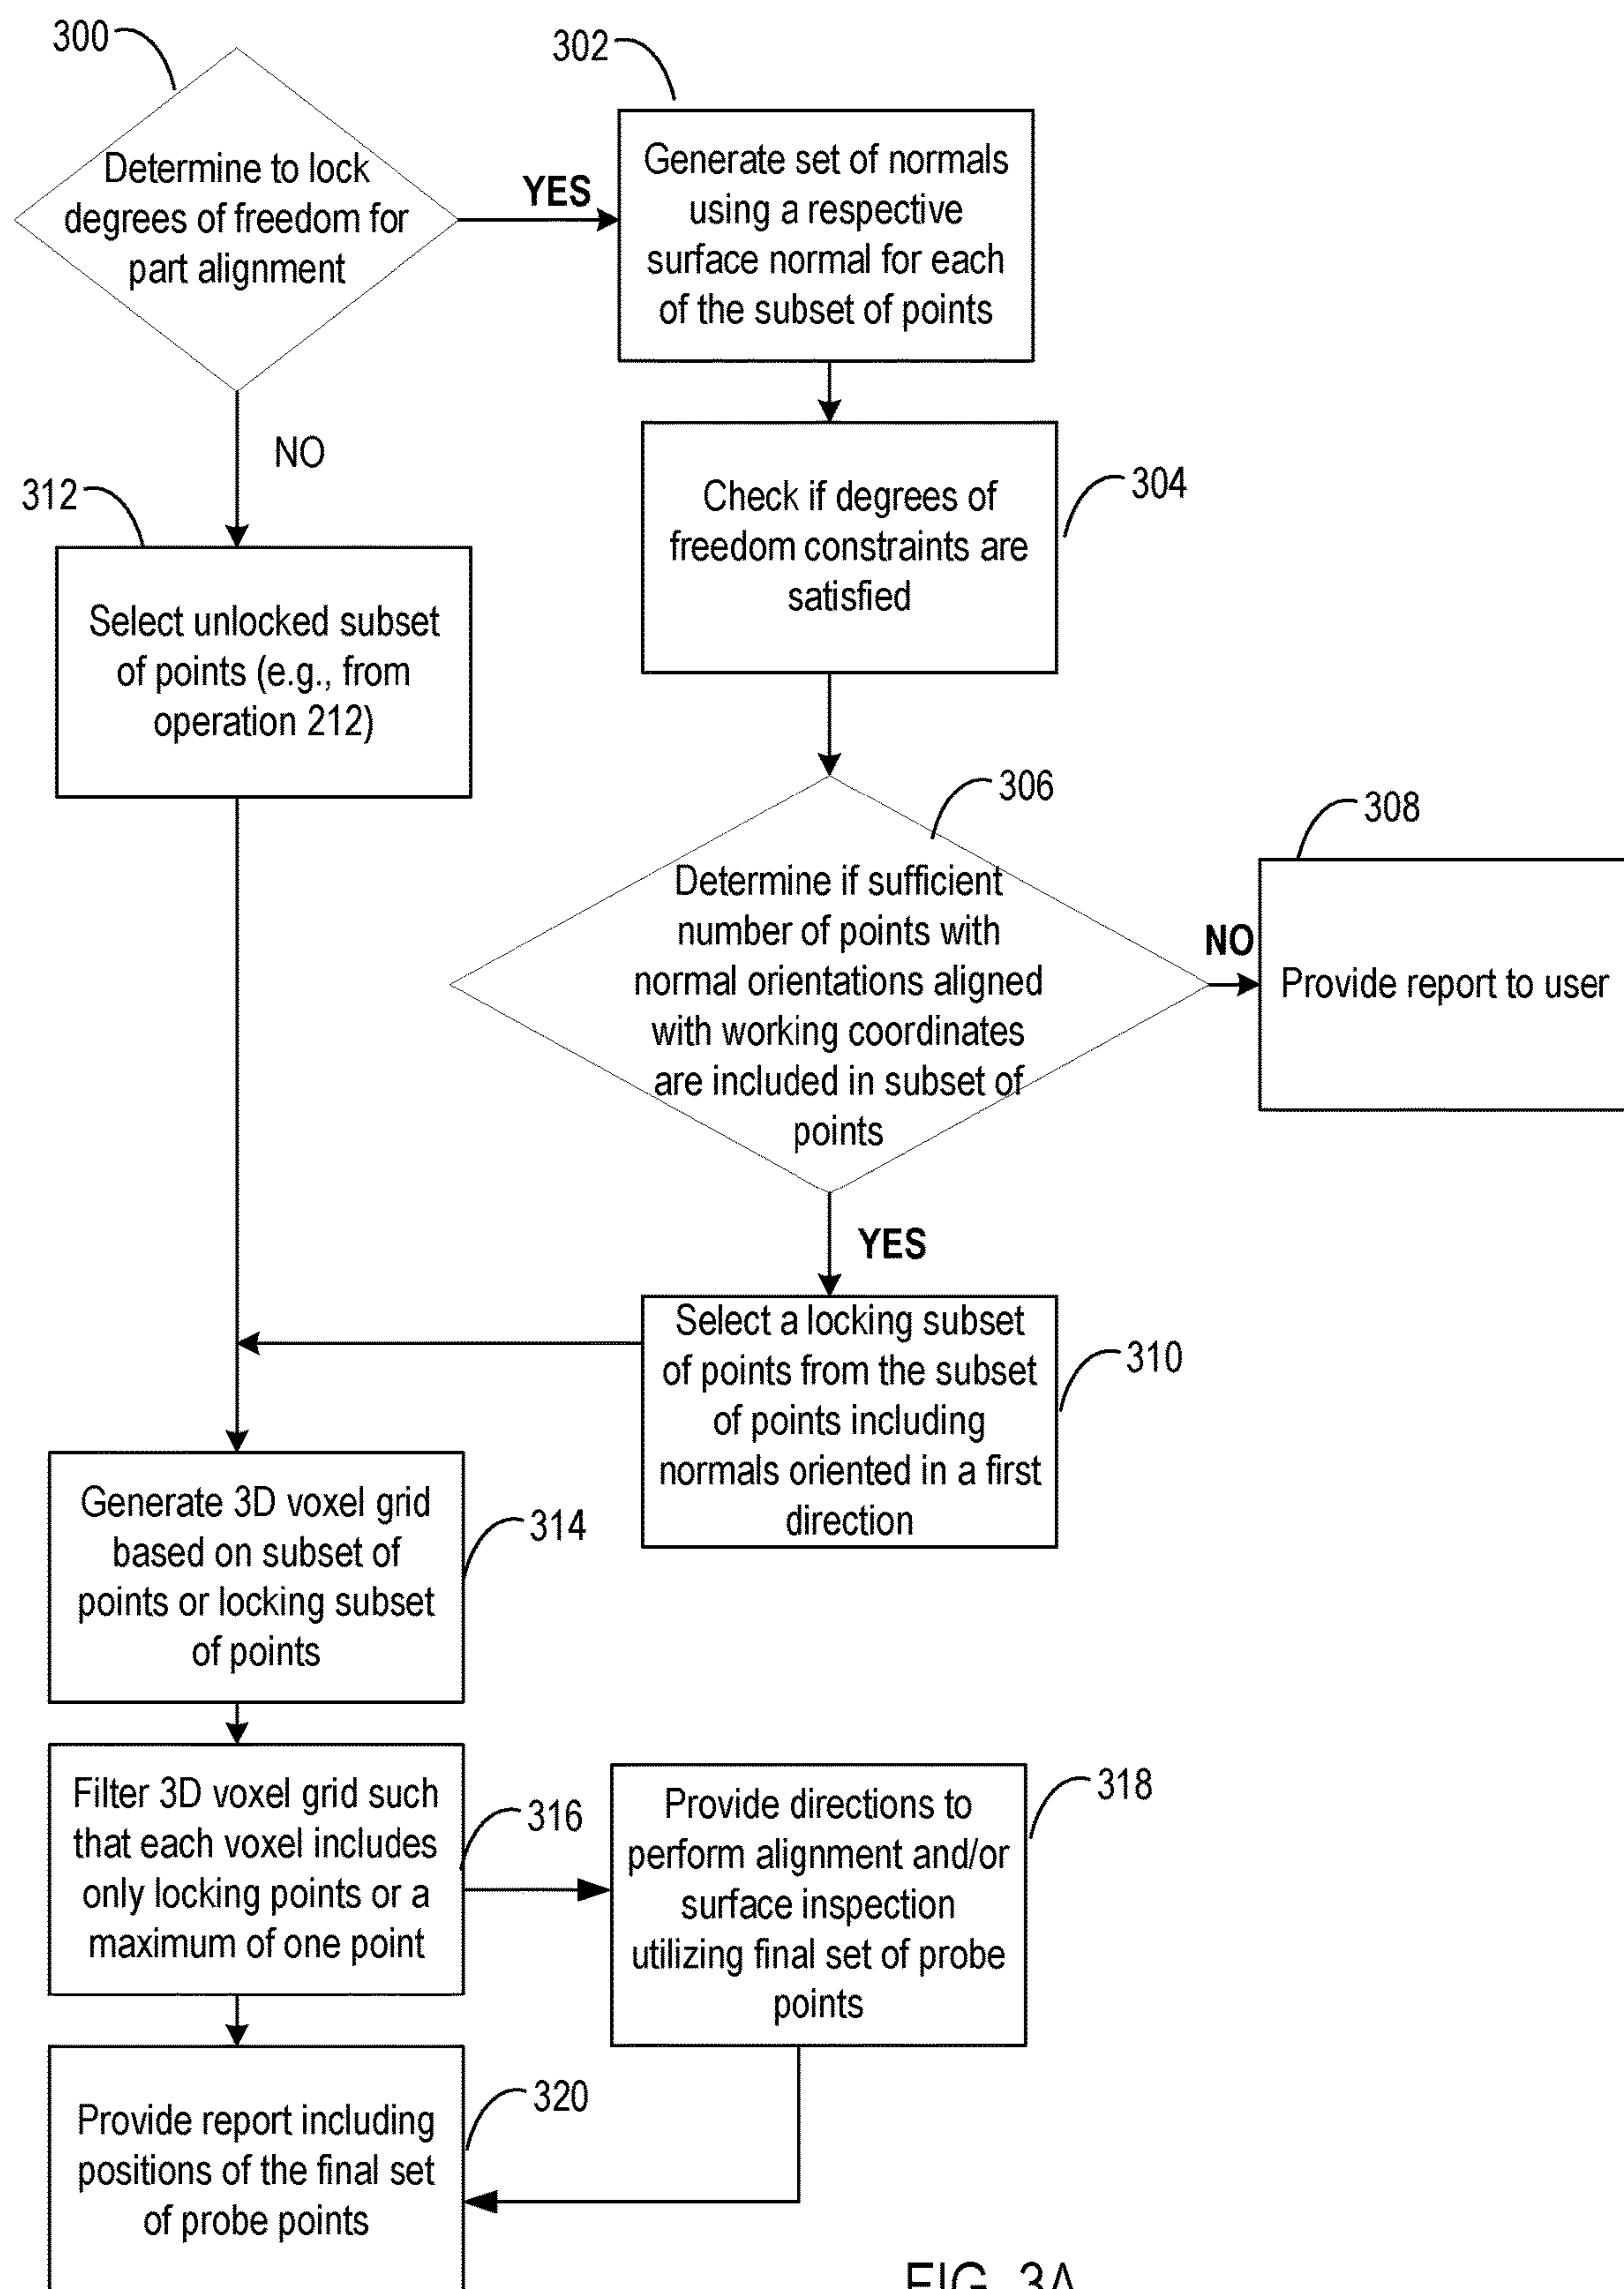 300
Determine to lock
degrees of freedom for
part alignment
YES
302
Generate set of normals
using a respective
surface normal for each
of the subset of points
NO
312
Select unlocked subset
of points (e.g., from
operation 212)
Check if degrees of
freedom constraints are
satisfied
304
306
Determine if sufficient
number of points with
normal orientations aligned
with working coordinates
are included in subset of
points
NO
308
Provide report to user
YES
Select a locking subset
of points from the subset
of points including
normals oriented in a first
direction
310
Generate 3D voxel grid
based on subset of
points or locking subset
of points
314
Filter 3D voxel grid such
that each voxel includes
only locking points or a
maximum of one point
316
Provide directions to
perform alignment and/or
surface inspection
utilizing final set of probe
points
318
Provide report including
positions of the final set
of probe points
320
FIG. 3A